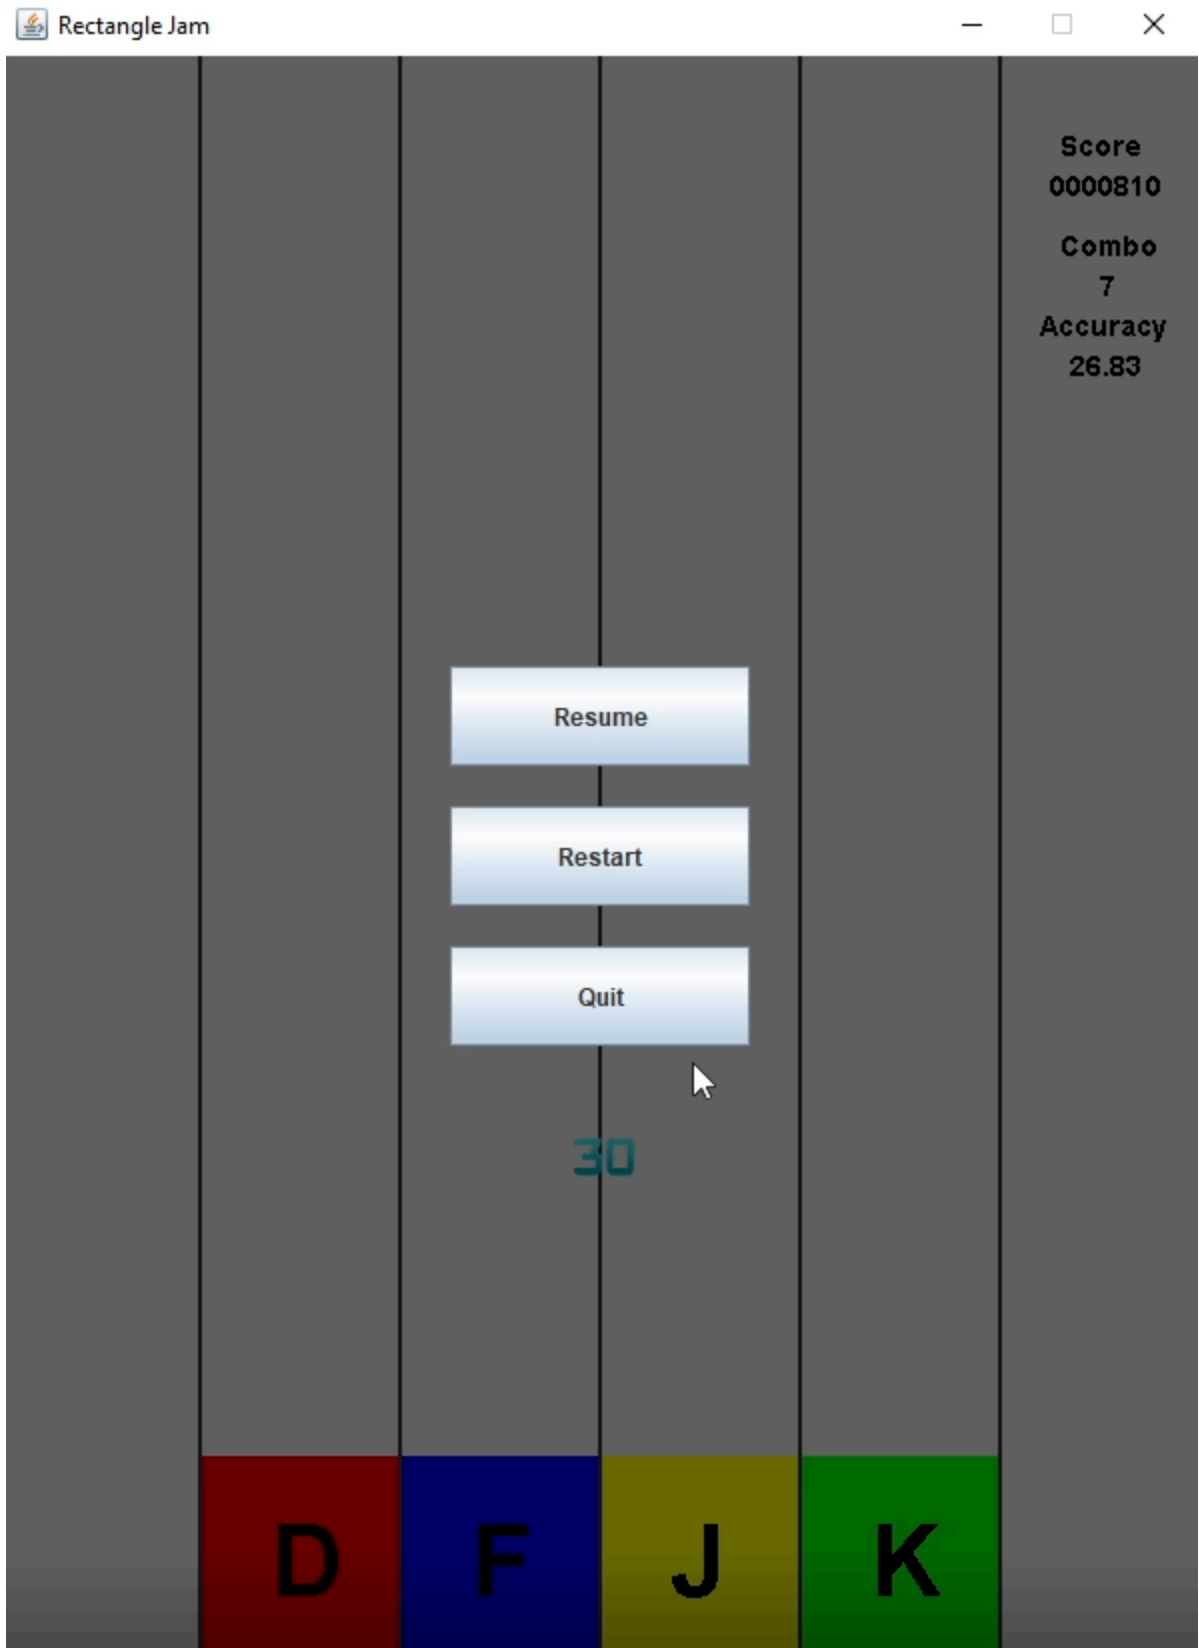 Rectangle Jam
Score
0000810
Combo
7
Accuracy
26.83
Resume
Restart
Quit
30
D F J K